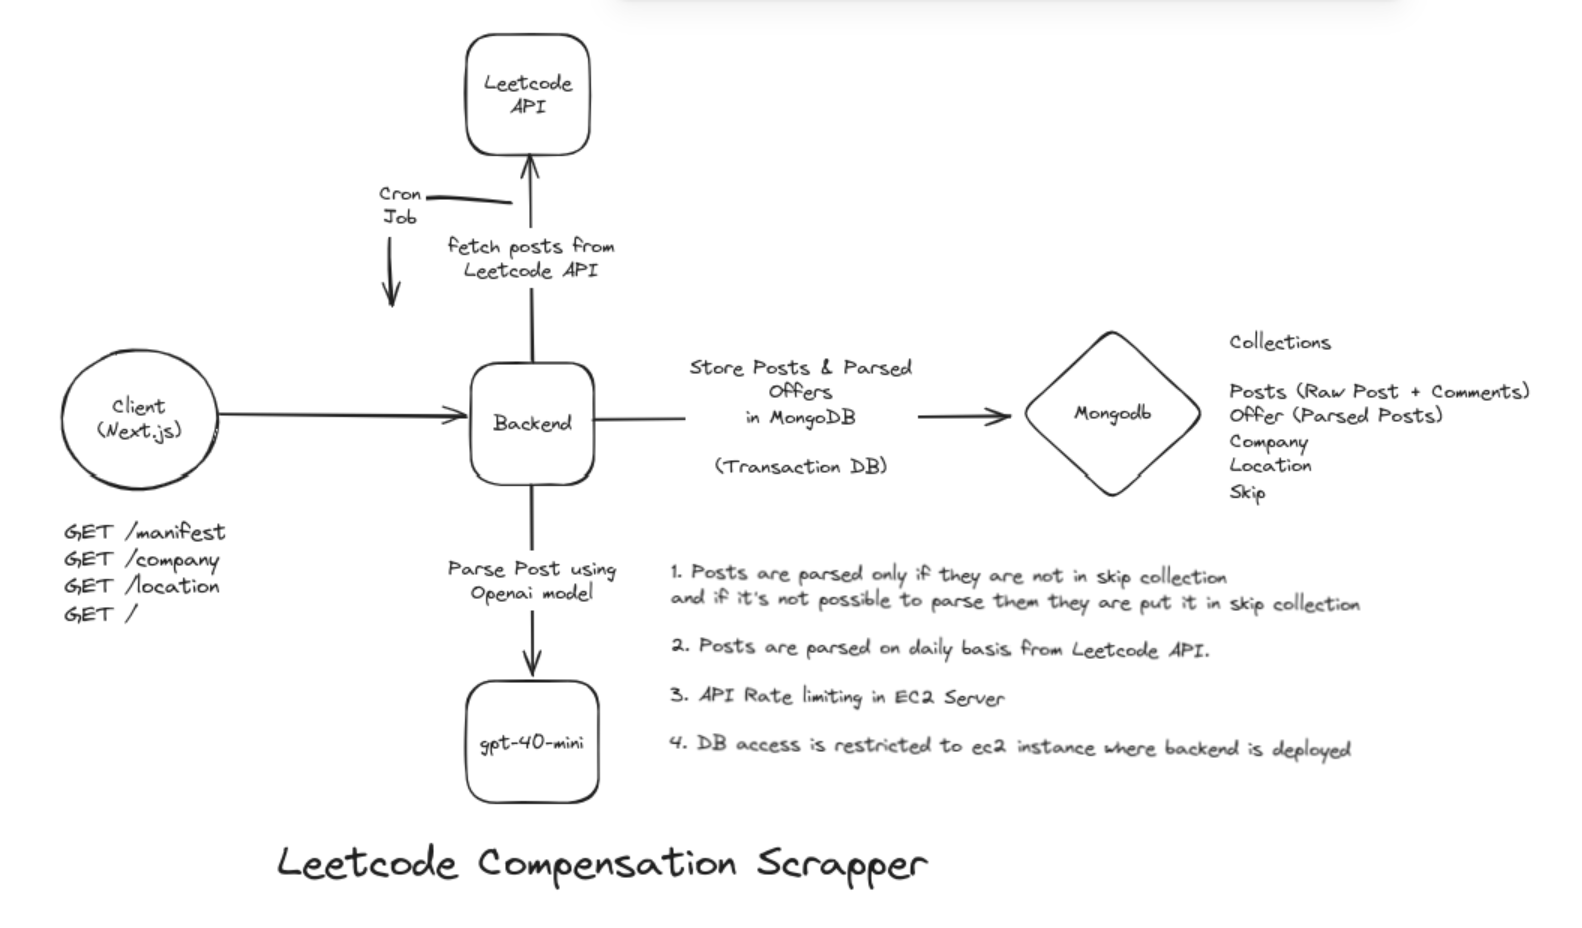 Leetcode
API
Cron
Job
fetch posts from
Leetcode API
Client
(Next.js)
Backend
Store Posts & Parsed
Offers
in MongoDB
(Transaction DB)
Mongodb
Collections
Posts (Raw Post + Comments)
Offer (Parsed Posts)
Company
Location
Skip
GET /manifest
GET /company
GET /location
GET /
Parse Post using
Openai model
gpt-40-mini
1. Posts are parsed only if they are not in skip collection
and if it's not possible to parse them they are put it in skip collection
2. Posts are parsed on daily basis from Leetcode API.
3. API Rate limiting in EC2 Server
4. DB access is restricted to ec2 instance where backend is deployed
Leetcode Compensation Scrapper